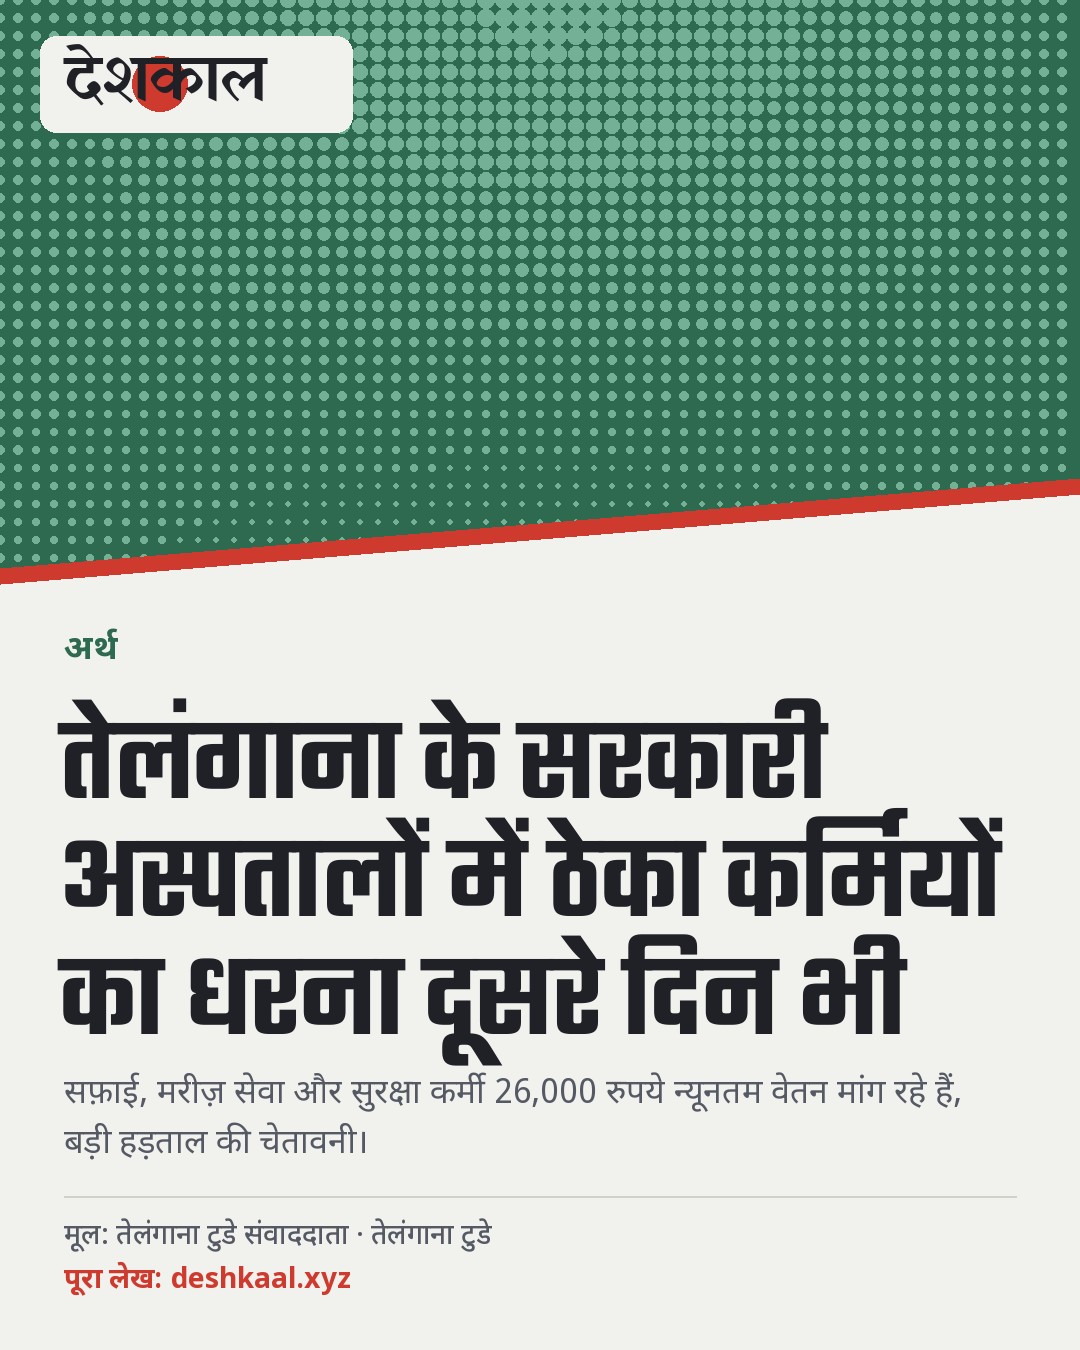 देशकाल
अर्थ
तेलंगाना के सरकारी
अस्पतालों में ठेका कर्मियों
का धरना दूसरे दिन भी
सफ़ाई, मरीज़ सेवा और सुरक्षा कर्मी 26,000 रुपये न्यूनतम वेतन मांग रहे हैं,
बड़ी हड़ताल की चेतावनी।
मूल: तेलंगाना टुडे संवाददाता · तेलंगाना टुडे
पूरा लेख: deshkaal.xyz